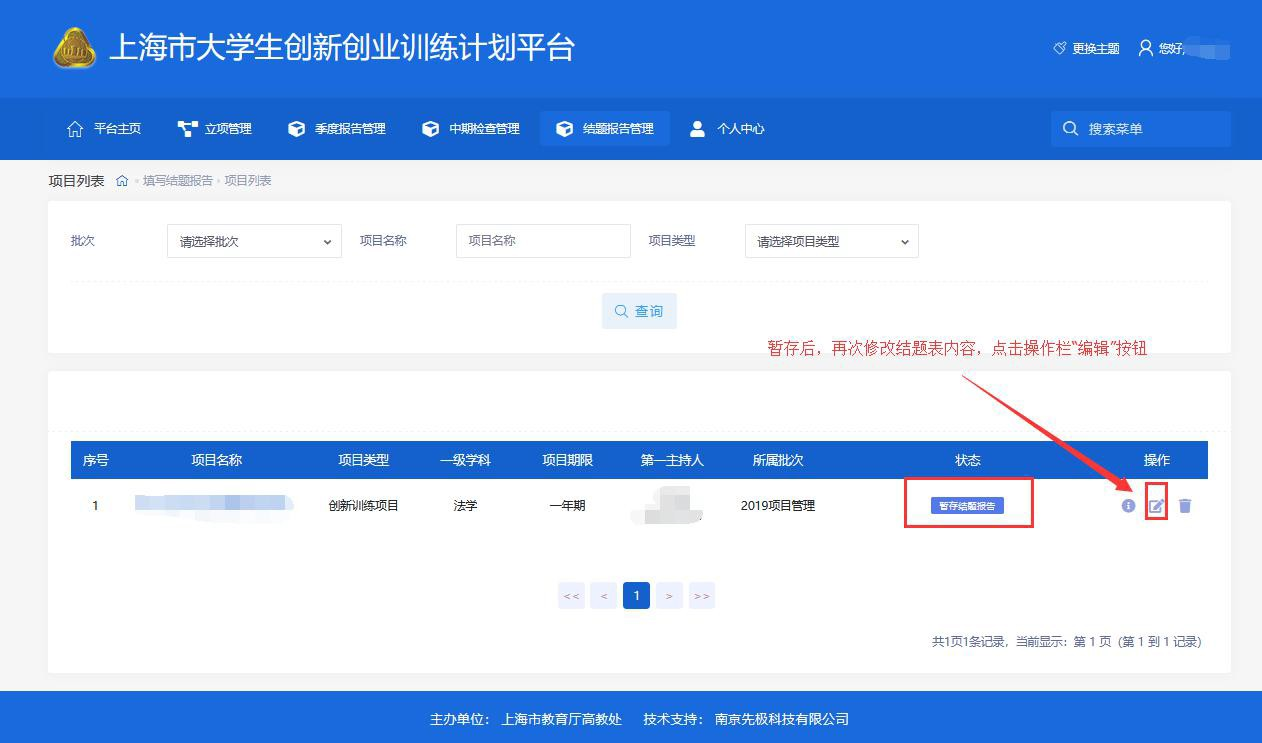 上海市大学生创新创业训练计划平台
更换主题 您好,
平台主页 立项管理 季度报告管理 中期检查管理 结题报告管理 个人中心 搜索菜单
项目列表 填写结题报告 项目列表
批次 请选择批次 项目名称 项目名称 项目类型 请选择项目类型
查询
暂存后，再次修改结题表内容，点击操作栏“编辑”按钮
序号 项目名称 项目类型 一级学科 项目期限 第一主持人 所属批次 状态 操作
1 创新训练项目 法学 一年期 2019项目管理 暂存结题报告
<< < 1 > >>
共1页1条记录，当前显示：第 1 页（第 1 到 1 记录）
主办单位： 上海市教育厅高教处 技术支持： 南京先极科技有限公司